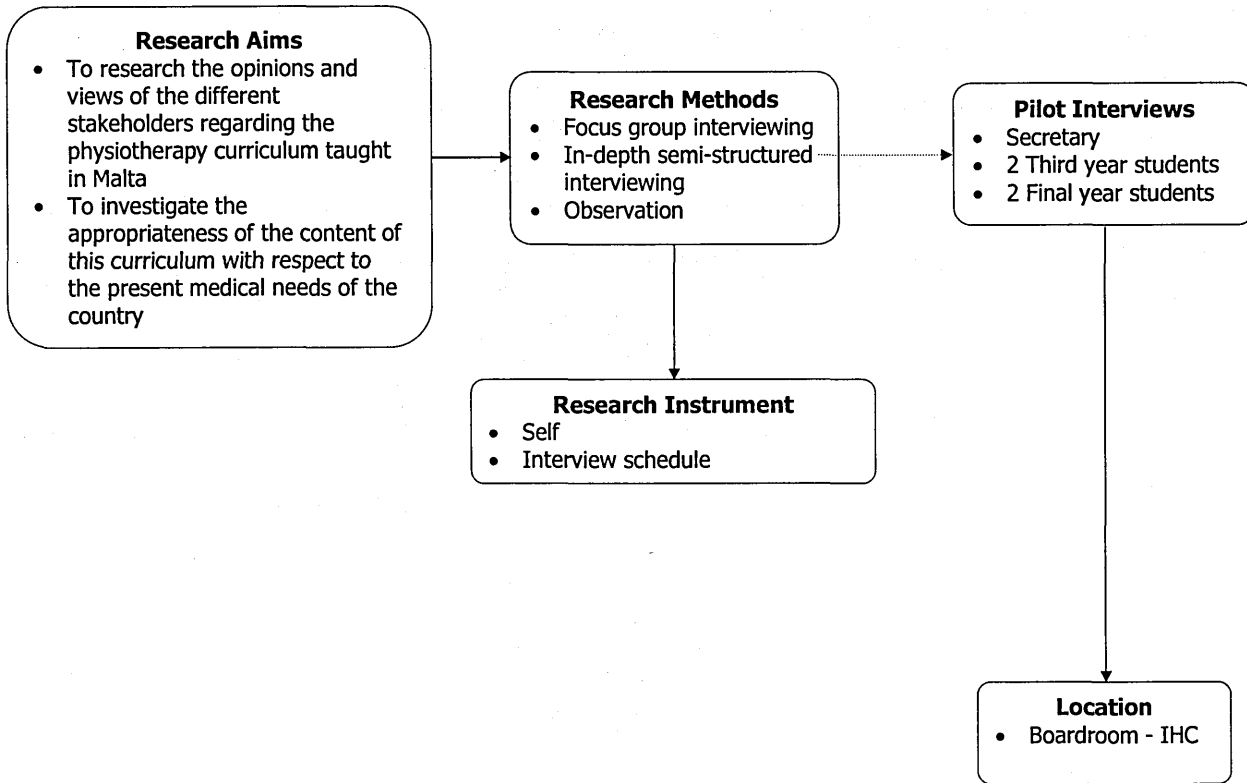 Research Aims
• To research the opinions and
views of the different
stakeholders regarding the
physiotherapy curriculum taught
in Malta
• To investigate the
appropriateness of the content of
this curriculum with respect to
the present medical needs of the
country
Research Methods
• Focus group interviewing
• In-depth semi-structured
interviewing
• Observation
Pilot Interviews
• Secretary
• 2 Third year students
• 2 Final year students
Research Instrument
• Self
• Interview schedule
Location
• Boardroom - IHC